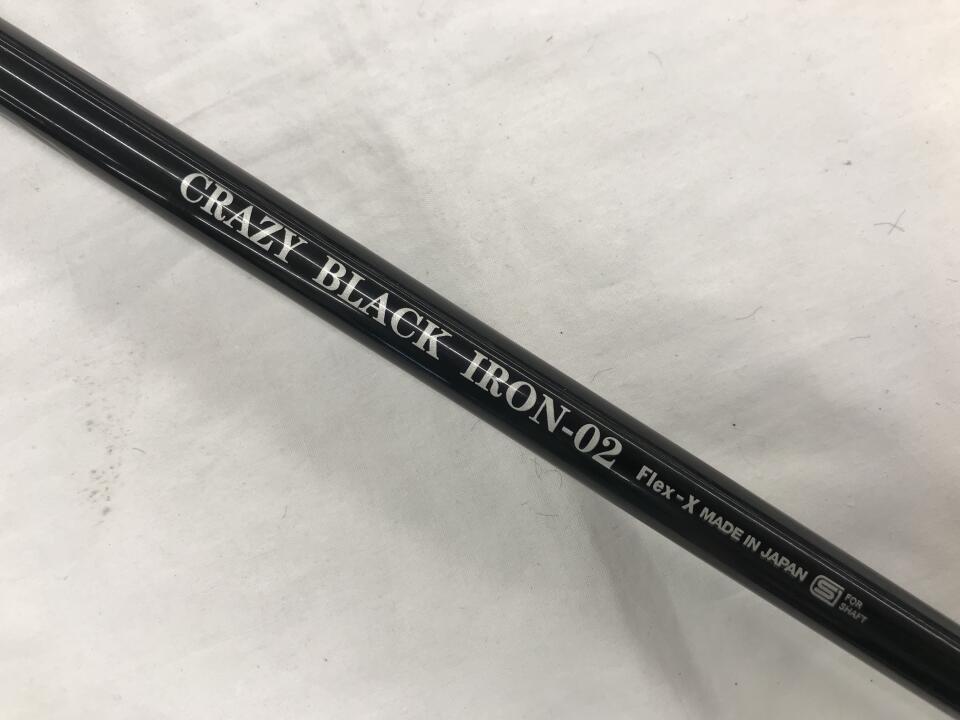 CRAZY BLACK IRON-02 Flex-X MADE IN JAPAN S FOR
SHAFT